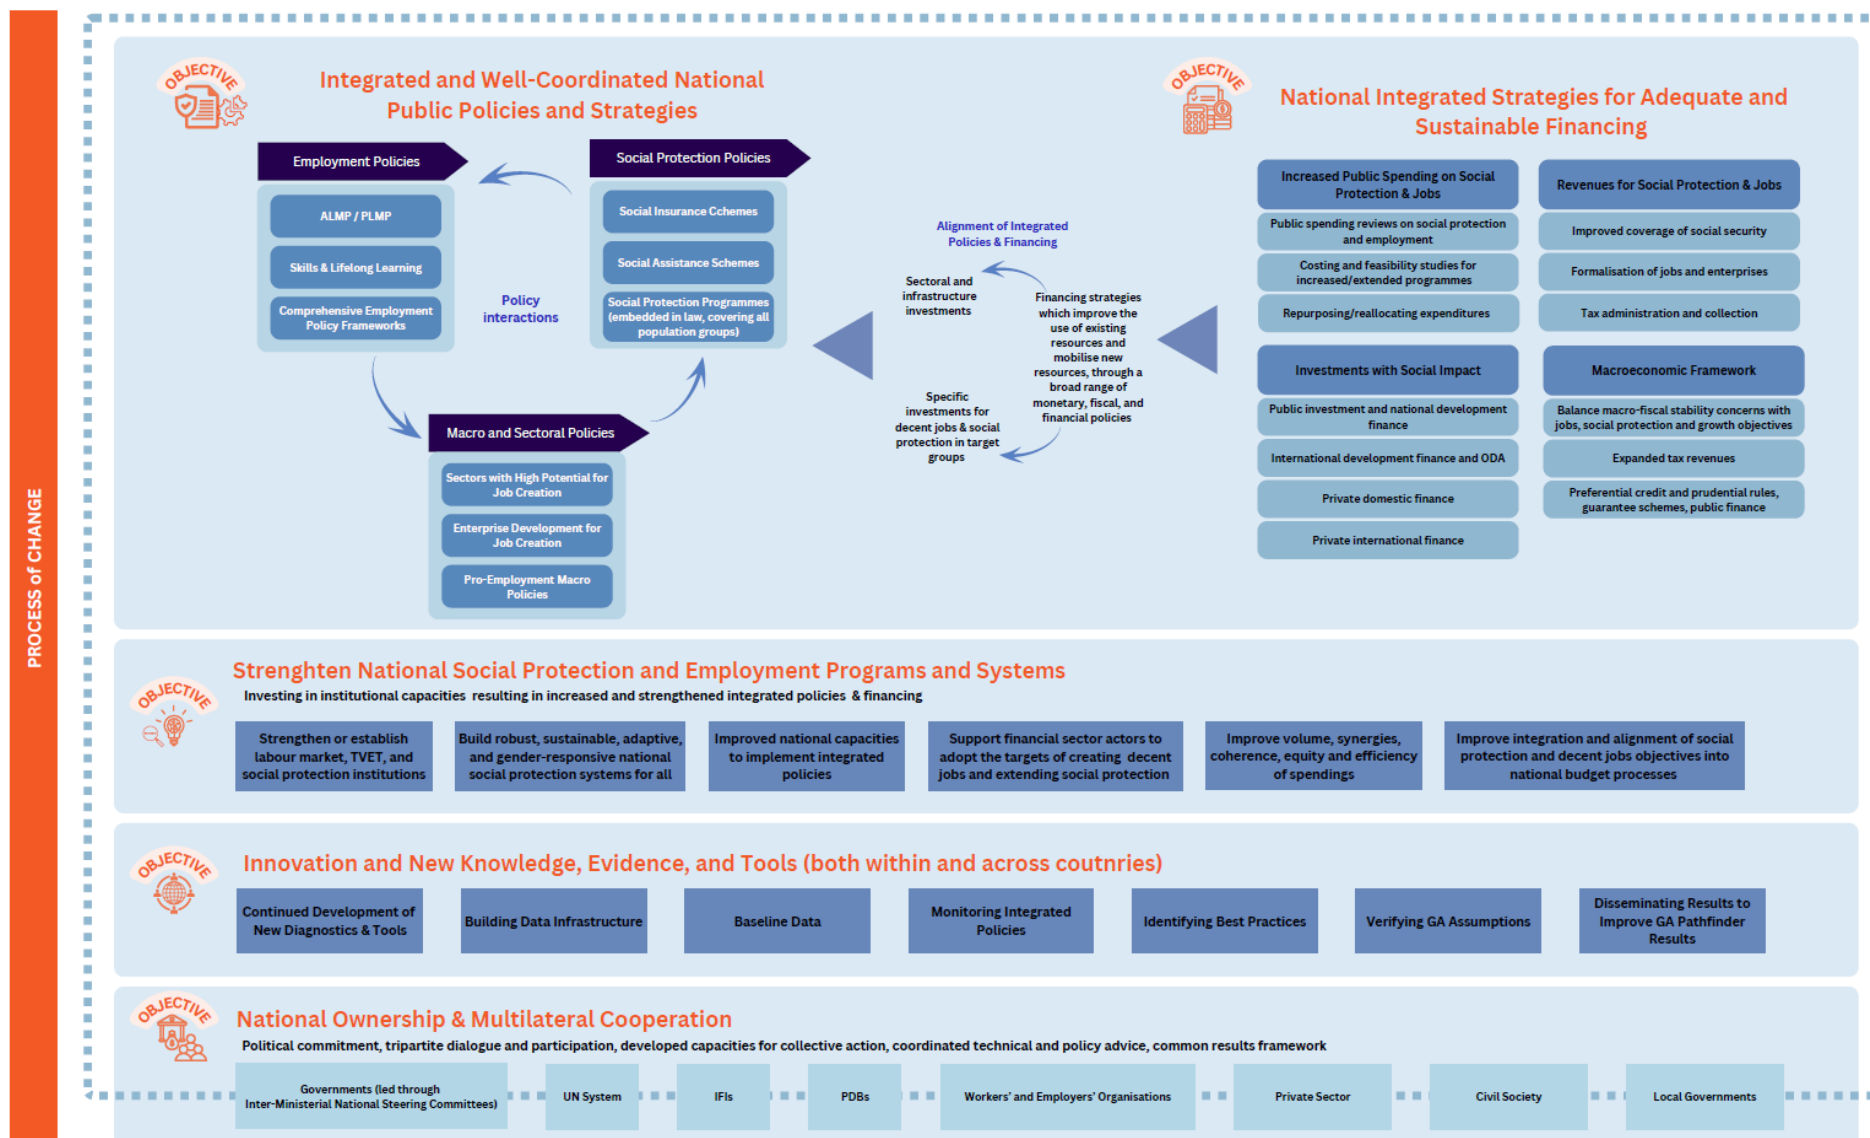 PROCESS of CHANGE
OBJECTIVE
Integrated and Well-Coordinated National
Public Policies and Strategies
Employment Policies
ALMP / PLMP
Skills & Lifelong Learning
Comprehensive Employment
Policy Frameworks
Policy
interactions
Social Protection Policies
Social Insurance Cchemes
Social Assistance Schemes
Social Protection Programmes
(embedded in law, covering all
population groups)
Macro and Sectoral Policies
Sectors with High Potential for
Job Creation
Enterprise Development for
Job Creation
Pro-Employment Macro
Policies
Alignment of Integrated
Policies & Financing
Sectoral and
infrastructure
investments
Specific
investments for
decent jobs & social
protection in target
groups
Financing strategies
which improve the
use of existing
resources and
mobilise new
resources, through a
broad range of
monetary, fiscal, and
financial policies
OBJECTIVE
National Integrated Strategies for Adequate and
Sustainable Financing
Increased Public Spending on Social
Protection & Jobs
Public spending reviews on social protection
and employment
Costing and feasibility studies for
increased/extended programmes
Repurposing/reallocating expenditures
Revenues for Social Protection & Jobs
Improved coverage of social security
Formalisation of jobs and enterprises
Tax administration and collection
Investments with Social Impact
Public investment and national development
finance
International development finance and ODA
Private domestic finance
Private international finance
Macroeconomic Framework
Balance macro-fiscal stability concerns with
jobs, social protection and growth objectives
Expanded tax revenues
Preferential credit and prudential rules,
guarantee schemes, public finance
OBJECTIVE
Strenghten National Social Protection and Employment Programs and Systems
Investing in institutional capacities resulting in increased and strengthened integrated policies & financing
Strengthen or establish
labour market, TVET, and
social protection institutions
Build robust, sustainable, adaptive,
and gender-responsive national
social protection systems for all
Improved national capacities
to implement integrated
policies
Support financial sector actors to
adopt the targets of creating decent
jobs and extending social protection
Improve volume, synergies,
coherence, equity and efficiency
of spendings
Improve integration and alignment of social
protection and decent jobs objectives into
national budget processes
OBJECTIVE
Innovation and New Knowledge, Evidence, and Tools (both within and across coutnries)
Continued Development of
New Diagnostics & Tools
Building Data Infrastructure
Baseline Data
Monitoring Integrated
Policies
Identifying Best Practices
Verifying GA Assumptions
Disseminating Results to
Improve GA Pathfinder
Results
OBJECTIVE
National Ownership & Multilateral Cooperation
Political commitment, tripartite dialogue and participation, developed capacities for collective action, coordinated technical and policy advice, common results framework
Governments (led through
Inter-Ministerial National Steering Committees)
UN System
IFIs
PDBs
Workers' and Employers' Organisations
Private Sector
Civil Society
Local Governments